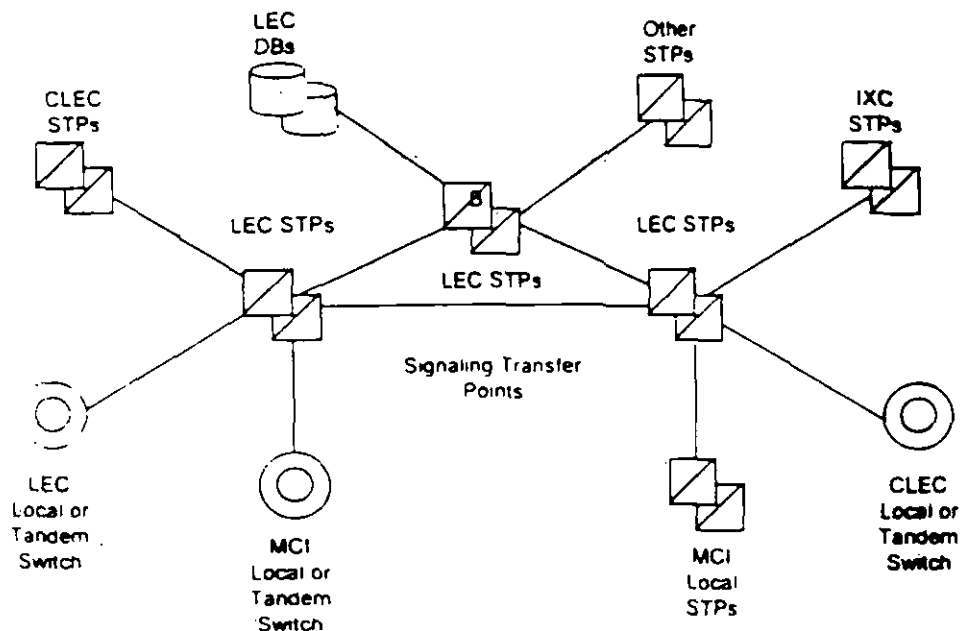 LEC
DBs
Other
STPs
CLEC
STPs
IXC
STPs
8
LEC STPs
LEC STPs
LEC STPs
Signaling Transfer
Points
LEC
Local or
Tandem
Switch
MCI
Local or
Tandem
Switch
MCI
Local
STPs
CLEC
Local or
Tandem
Switch